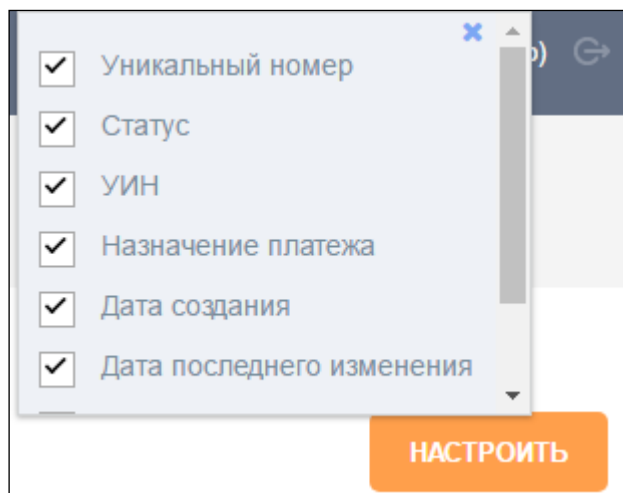 Уникальный номер
Статус
УИН
Назначение платежа
Дата создания
Дата последнего изменения
НАСТРОИТЬ